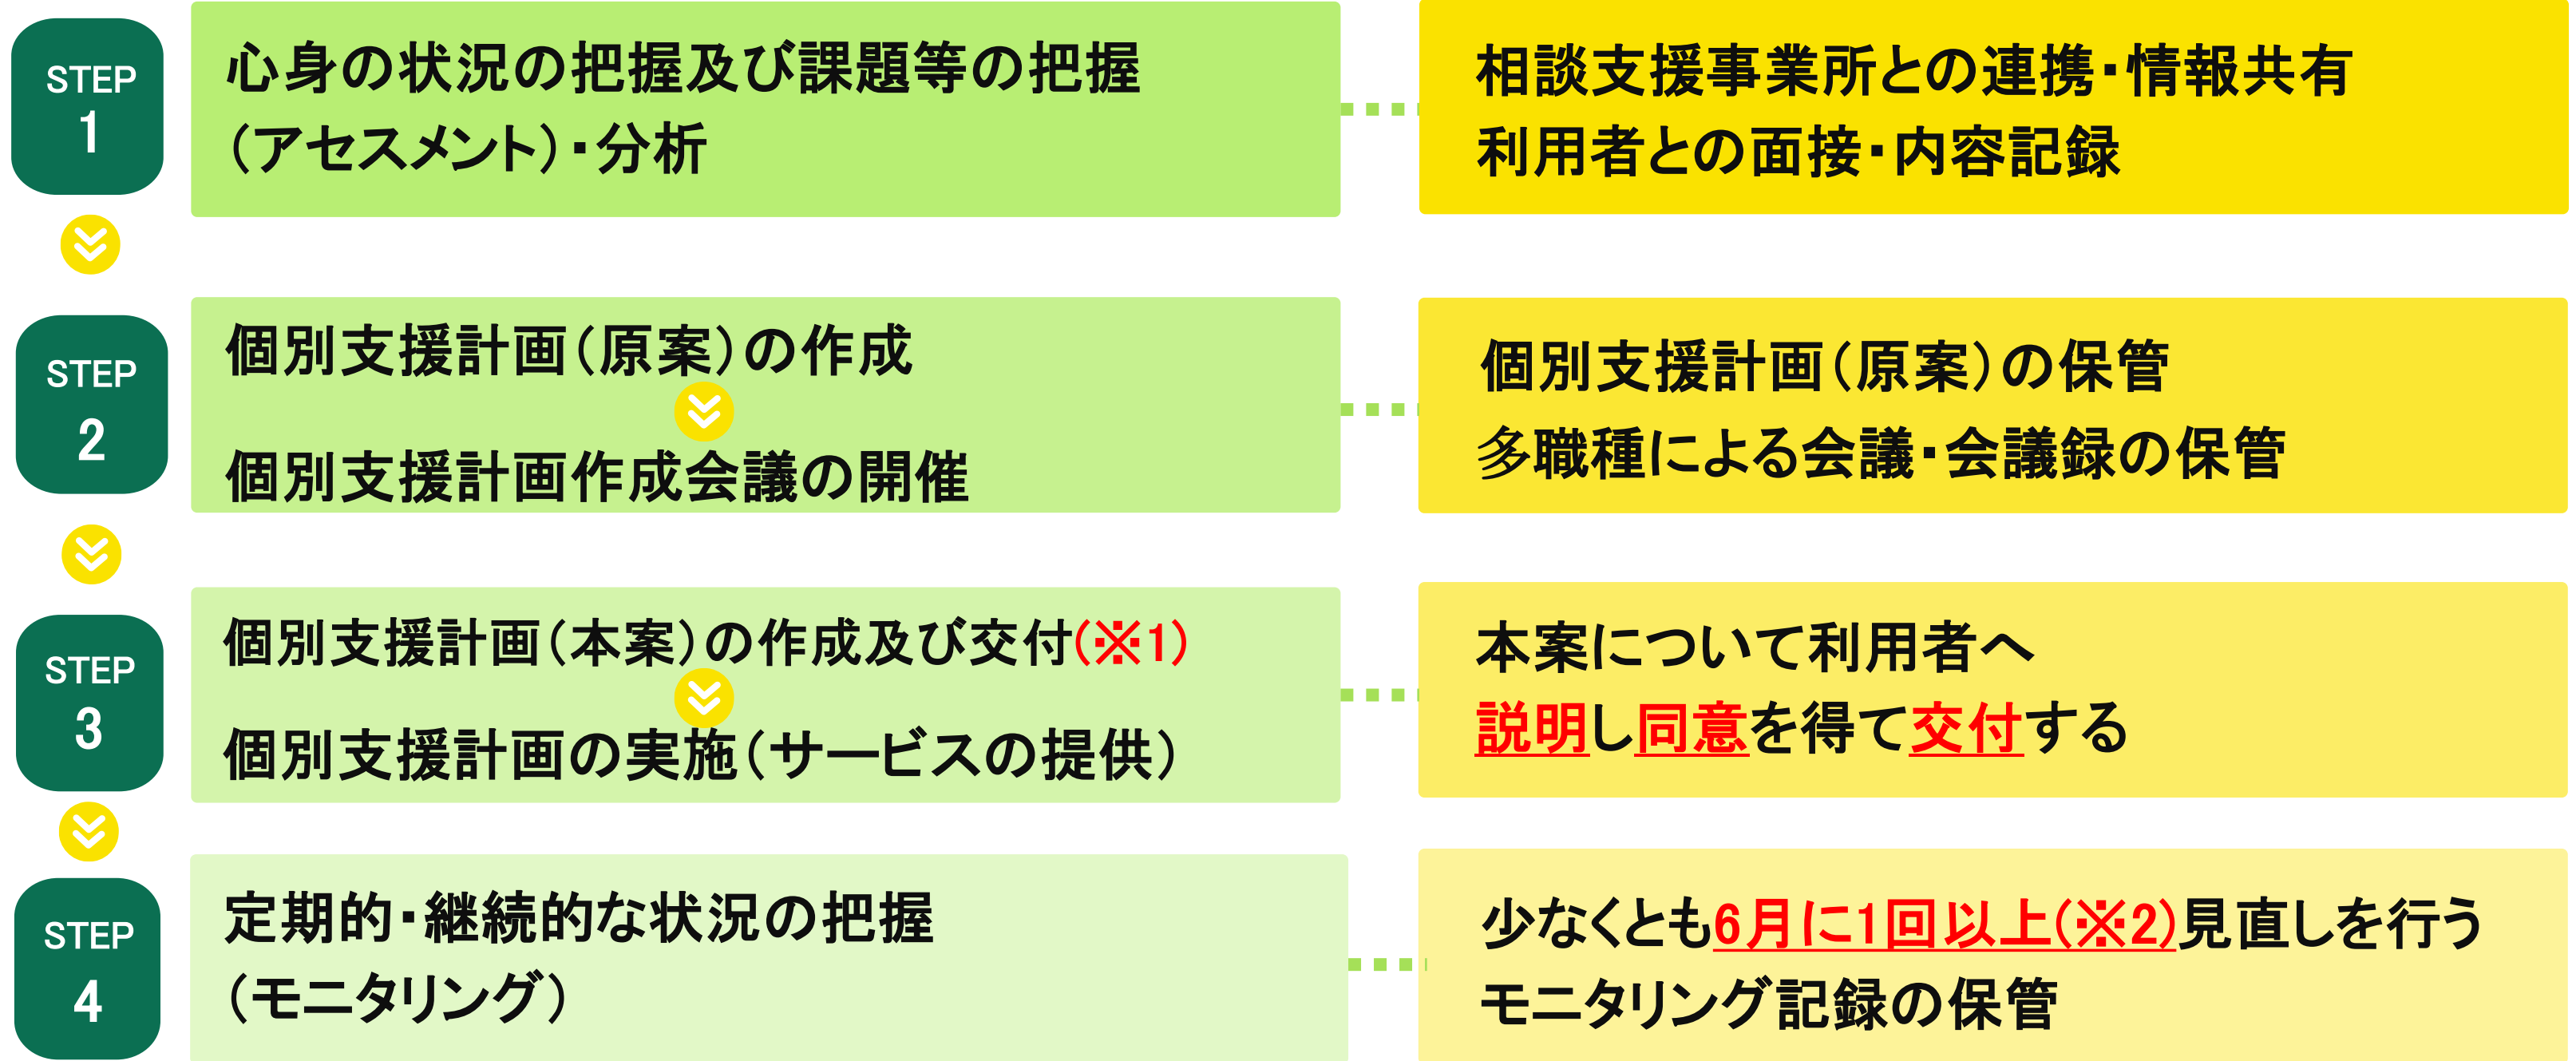 STEP
1
心身の状況の把握及び課題等の把握
（アセスメント）・分析
相談支援事業所との連携・情報共有
利用者との面接・内容記録
STEP
2
個別支援計画（原案）の作成
個別支援計画作成会議の開催
個別支援計画（原案）の保管
多職種による会議・会議録の保管
STEP
3
個別支援計画（本案）の作成及び交付(※1)
個別支援計画の実施（サービスの提供）
本案について利用者へ
説明し同意を得て交付する
STEP
4
定期的・継続的な状況の把握
（モニタリング）
少なくとも6月に1回以上(※2)見直しを行う
モニタリング記録の保管